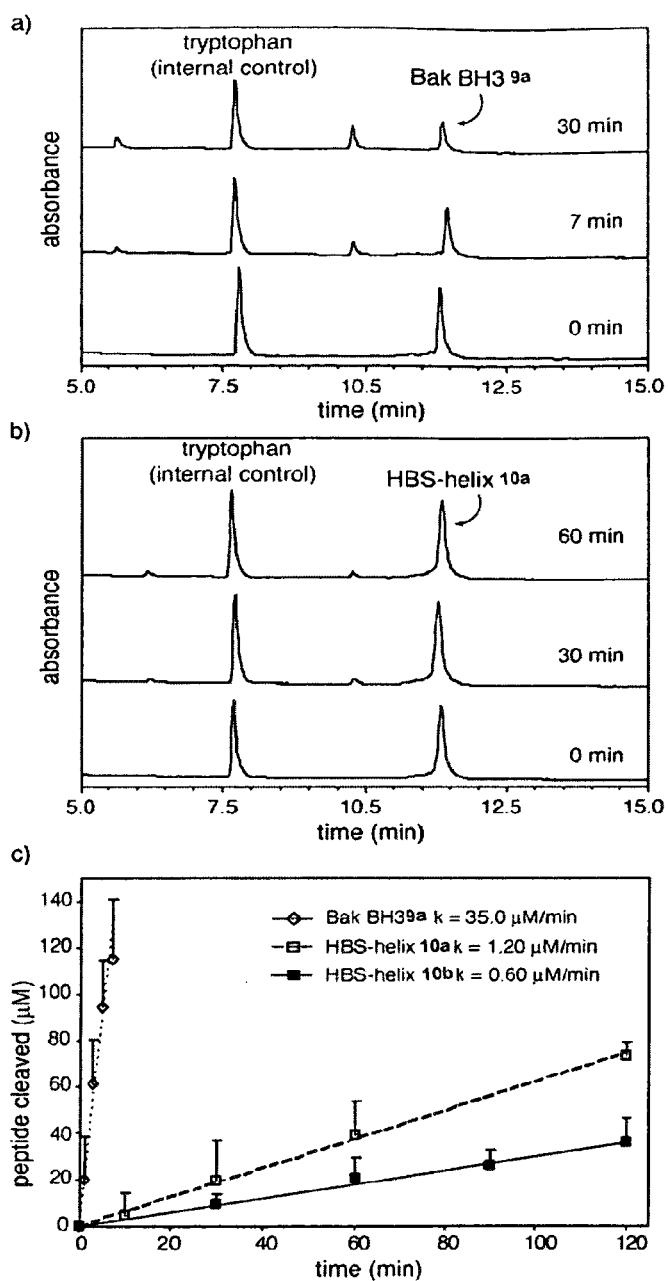 a)
tryptophan
(internal control)
Bak BH3 9a
30 min
7 min
0 min
absorbance
5.0 7.5 10.5 12.5 15.0
time (min)
b)
tryptophan
(internal control)
HBS-helix 10a
60 min
30 min
0 min
absorbance
5.0 7.5 10.5 12.5 15.0
time (min)
c)
140
120
100
80
60
40
20
0
peptide cleaved (µM)
Bak BH39a k = 35.0 µM/min
HBS-helix 10a k = 1.20 µM/min
HBS-helix 10b k = 0.60 µM/min
0 20 40 60 80 100 120
time (min)